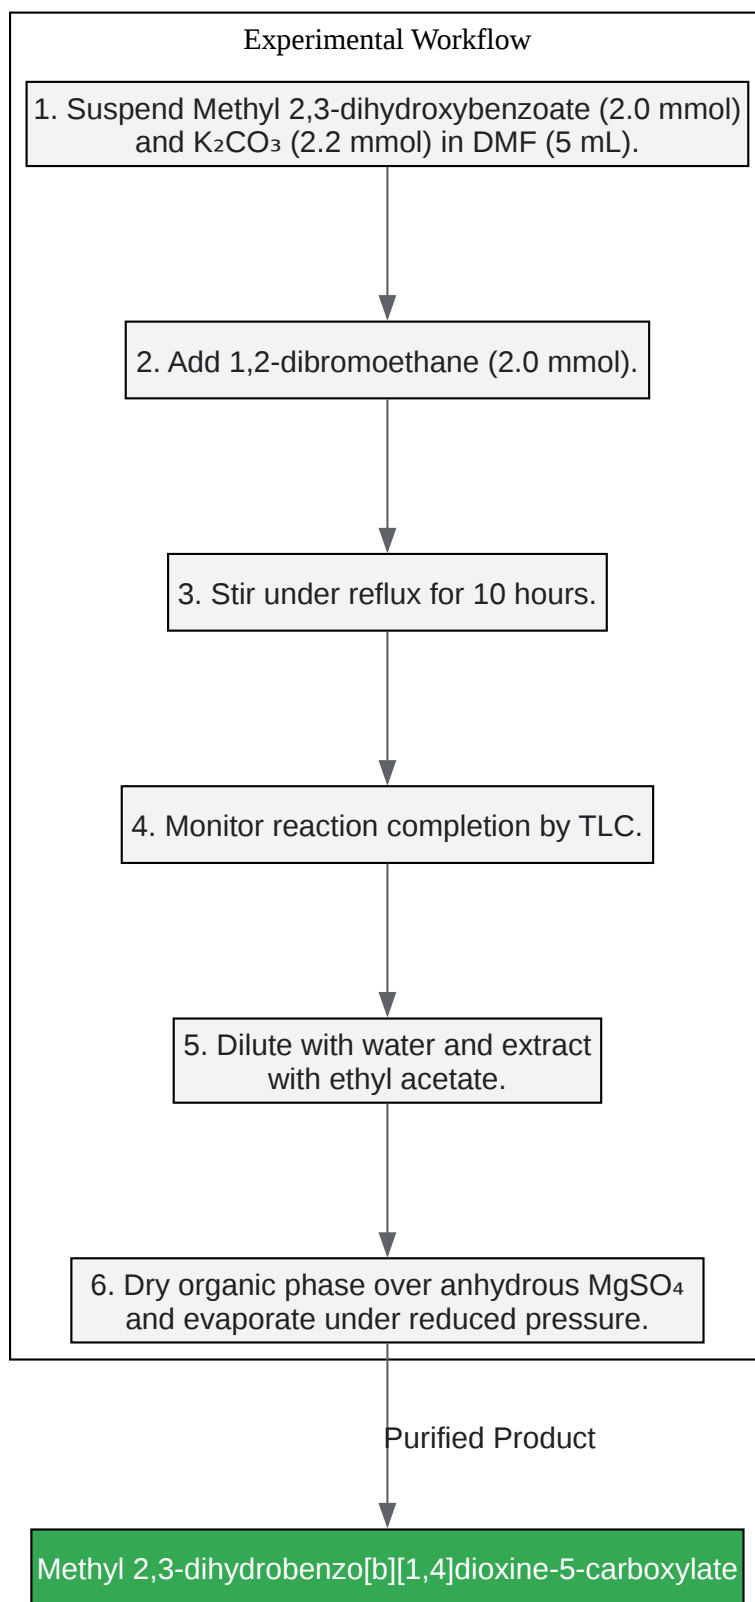 Experimental Workflow
1. Suspend Methyl 2,3-dihydroxybenzoate (2.0 mmol)
and K₂CO₃ (2.2 mmol) in DMF (5 mL).
2. Add 1,2-dibromoethane (2.0 mmol).
3. Stir under reflux for 10 hours.
4. Monitor reaction completion by TLC.
5. Dilute with water and extract
with ethyl acetate.
6. Dry organic phase over anhydrous MgSO₄
and evaporate under reduced pressure.
Purified Product
Methyl 2,3-dihydrobenzo[b][1,4]dioxine-5-carboxylate